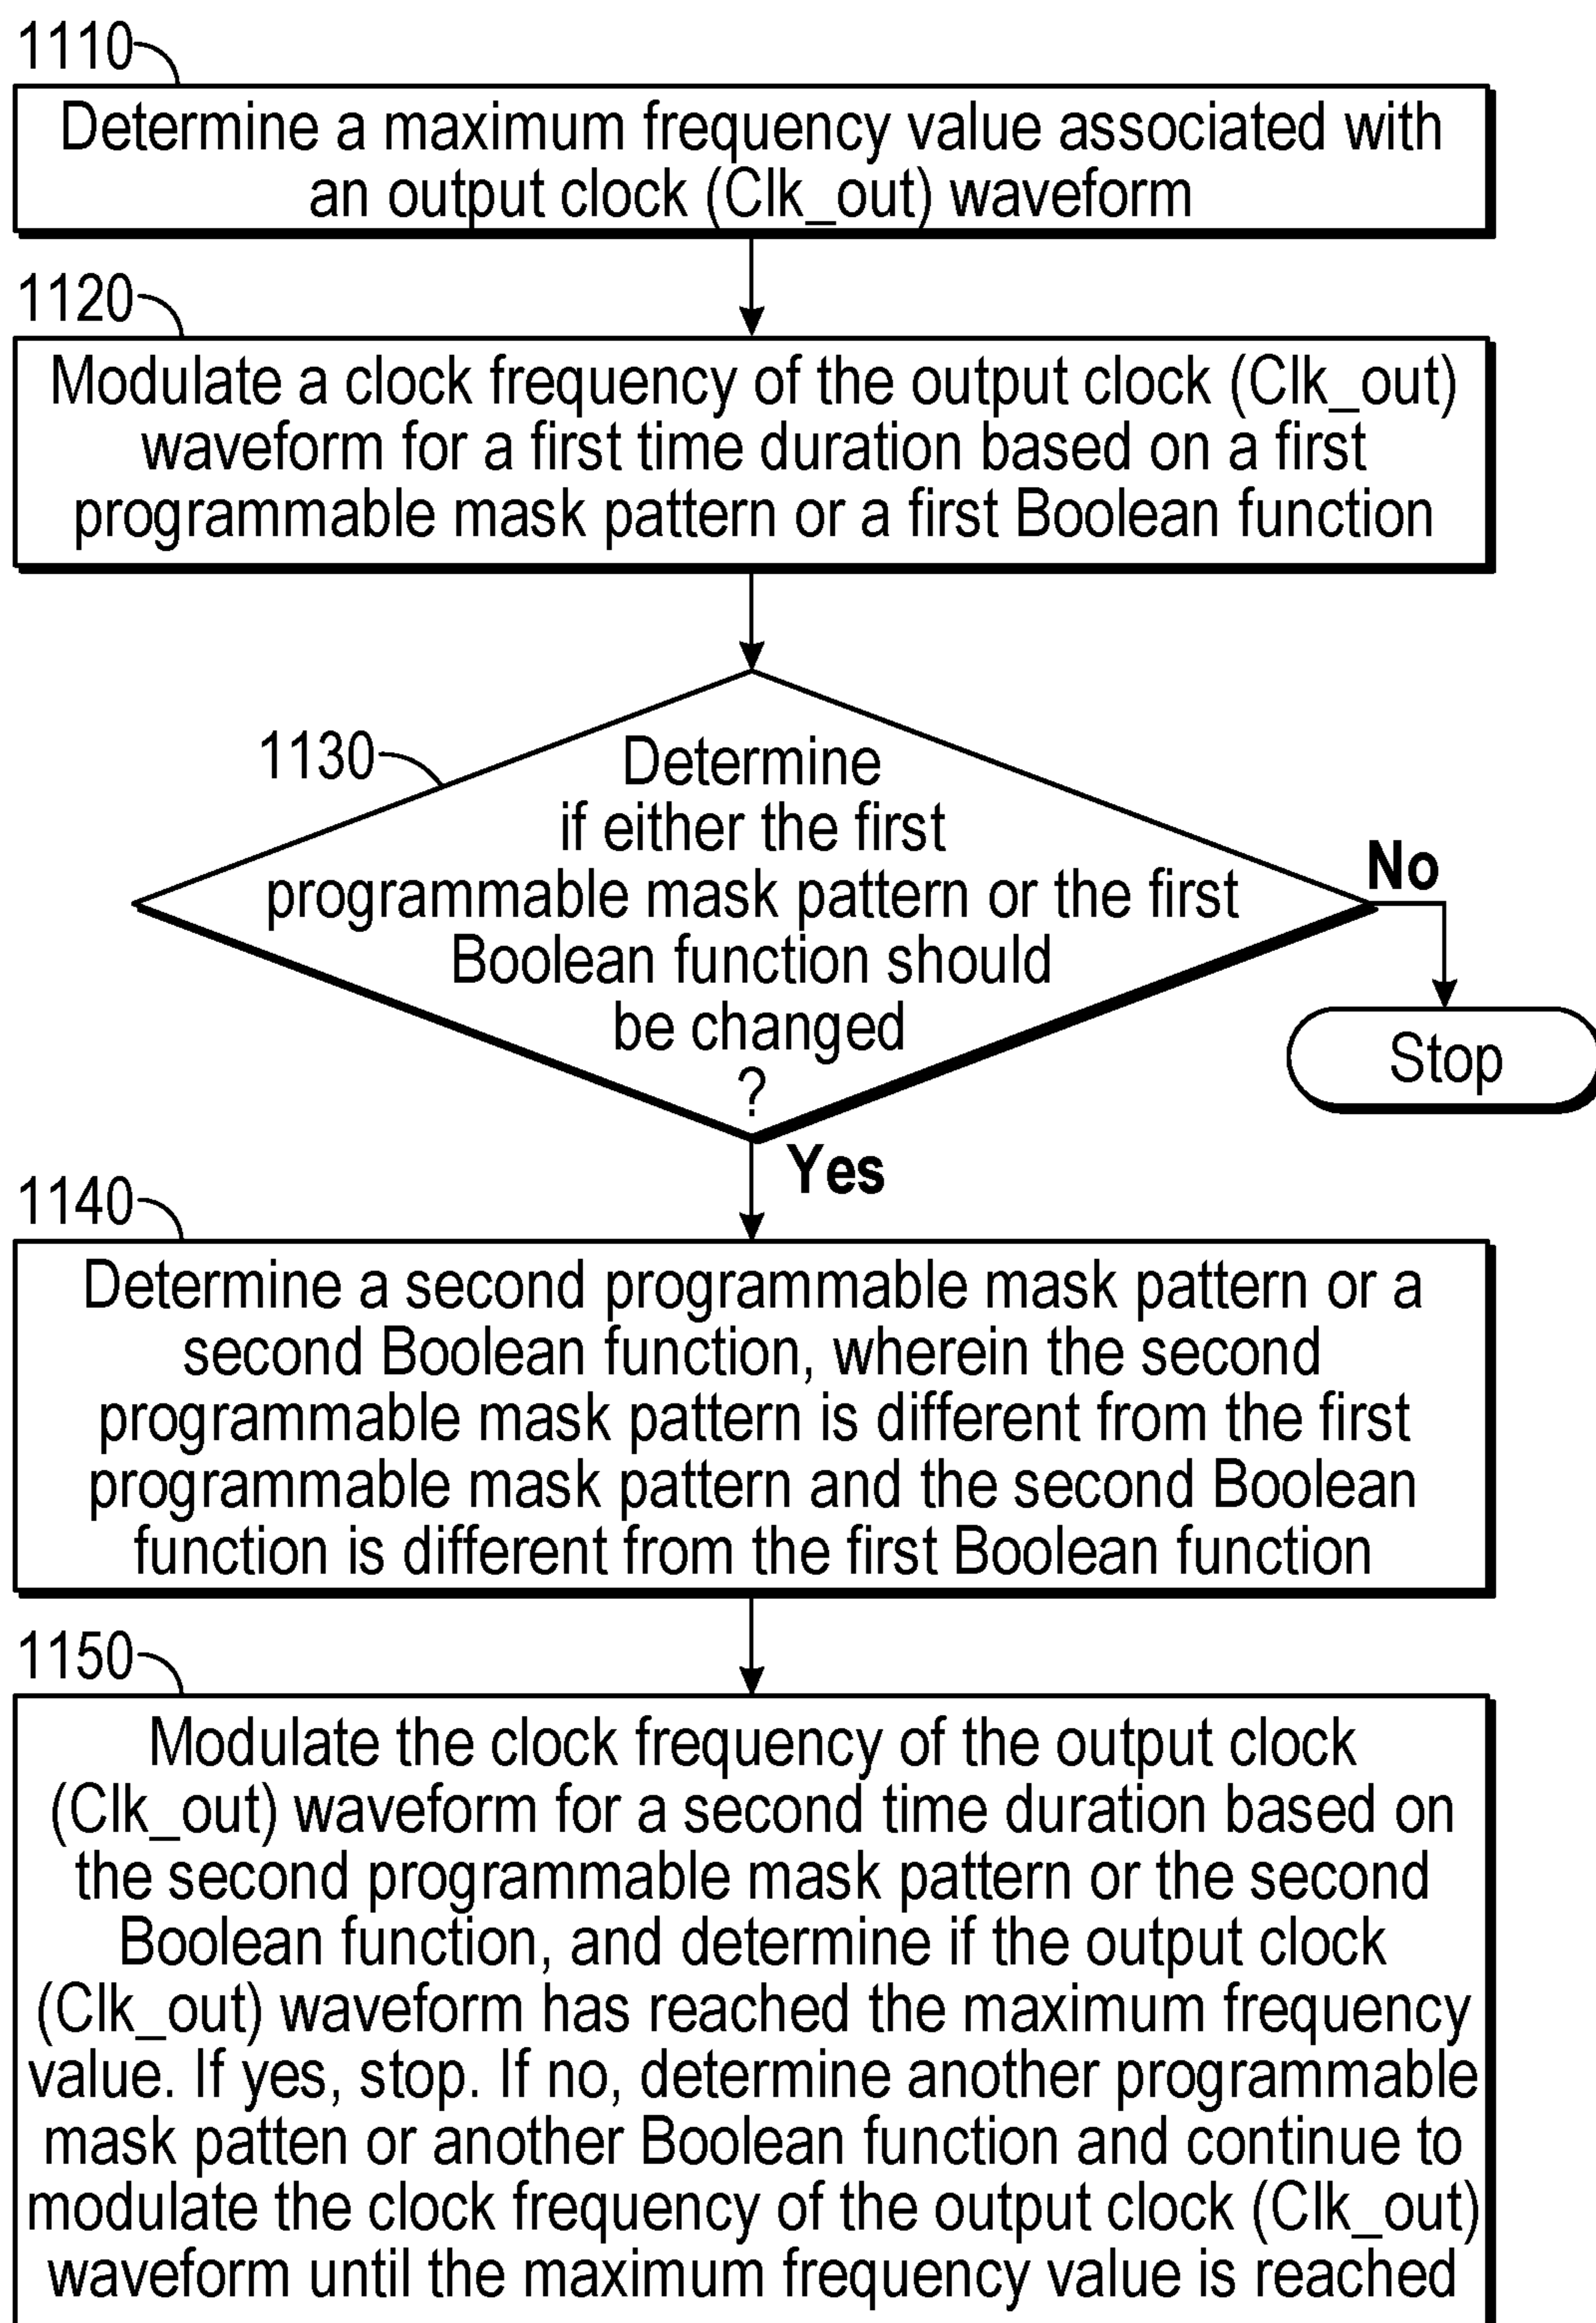 1110
Determine a maximum frequency value associated with
an output clock (Clk_out) waveform
1120
Modulate a clock frequency of the output clock (Clk_out)
waveform for a first time duration based on a first
programmable mask pattern or a first Boolean function
1130
Determine
if either the first
programmable mask pattern or the first
Boolean function should
be changed
?
No
Stop
Yes
1140
Determine a second programmable mask pattern or a
second Boolean function, wherein the second
programmable mask pattern is different from the first
programmable mask pattern and the second Boolean
function is different from the first Boolean function
1150
Modulate the clock frequency of the output clock
(Clk_out) waveform for a second time duration based on
the second programmable mask pattern or the second
Boolean function, and determine if the output clock
(Clk_out) waveform has reached the maximum frequency
value. If yes, stop. If no, determine another programmable
mask patten or another Boolean function and continue to
modulate the clock frequency of the output clock (Clk_out)
waveform until the maximum frequency value is reached